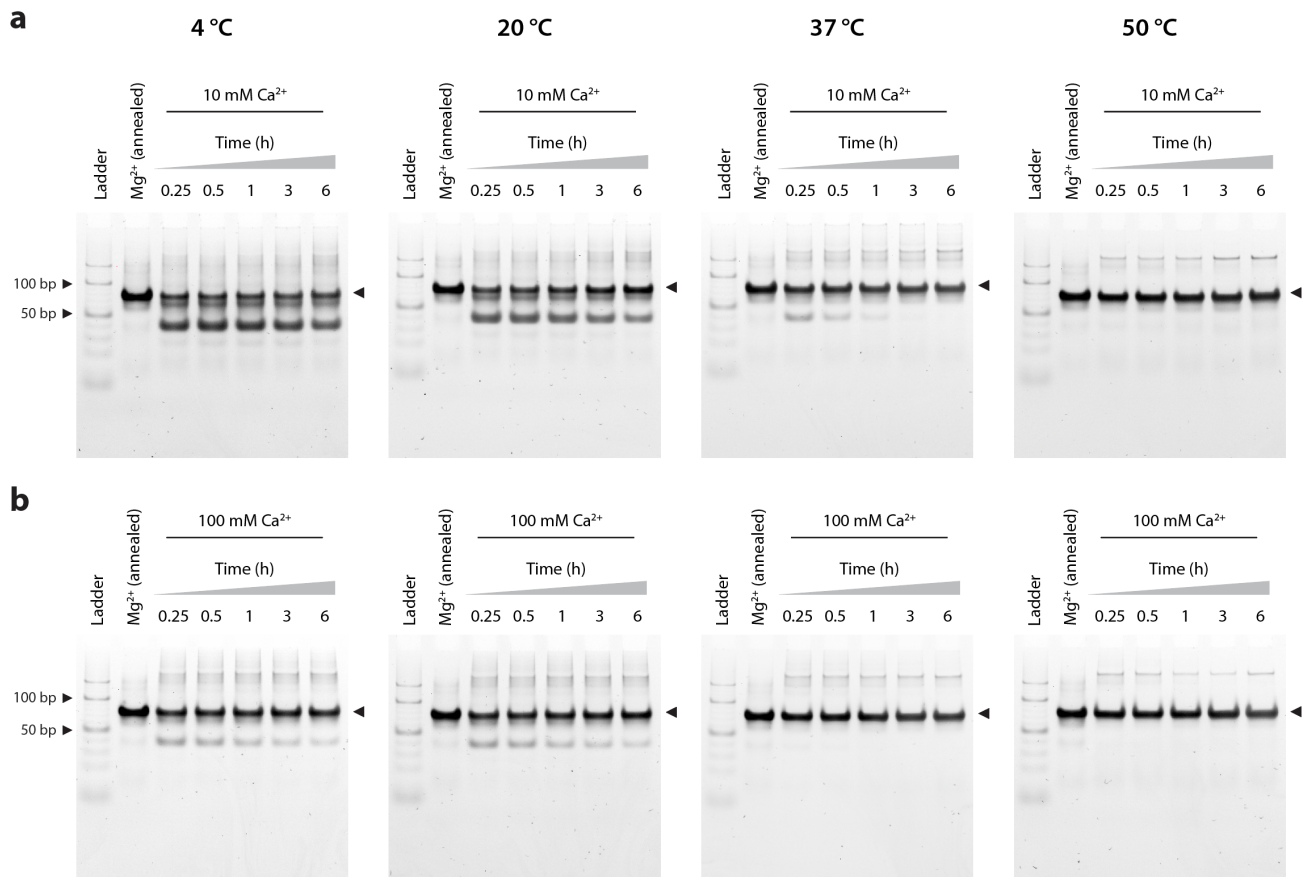 a
4 °C
20 °C
37 °C
50 °C
Ladder
Mg²⁺ (annealed)
10 mM Ca²⁺
Time (h)
0.25 0.5 1 3 6
Ladder
Mg²⁺ (annealed)
10 mM Ca²⁺
Time (h)
0.25 0.5 1 3 6
Ladder
Mg²⁺ (annealed)
10 mM Ca²⁺
Time (h)
0.25 0.5 1 3 6
Ladder
Mg²⁺ (annealed)
10 mM Ca²⁺
Time (h)
0.25 0.5 1 3 6
100 bp
50 bp
b
Ladder
Mg²⁺ (annealed)
100 mM Ca²⁺
Time (h)
0.25 0.5 1 3 6
Ladder
Mg²⁺ (annealed)
100 mM Ca²⁺
Time (h)
0.25 0.5 1 3 6
Ladder
Mg²⁺ (annealed)
100 mM Ca²⁺
Time (h)
0.25 0.5 1 3 6
Ladder
Mg²⁺ (annealed)
100 mM Ca²⁺
Time (h)
0.25 0.5 1 3 6
100 bp
50 bp